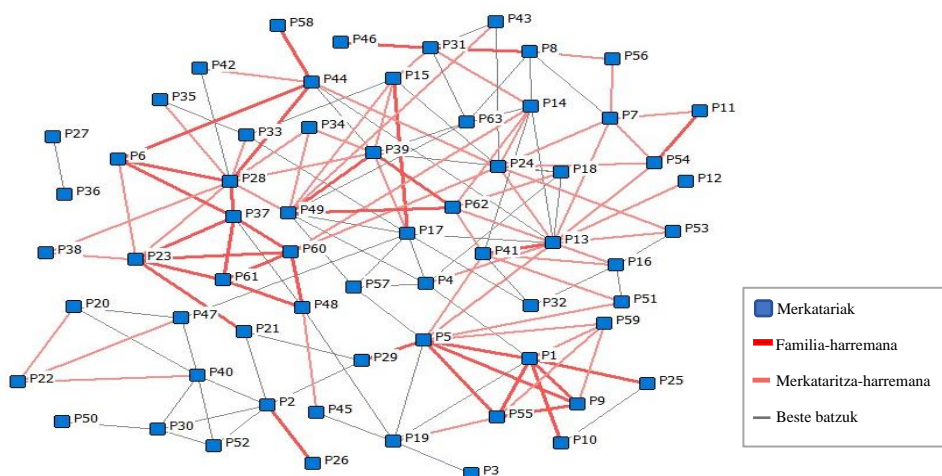 P58
P43
P46
P31
P8
P56
P42
P44
P15
P35
P14
P11
P63
P7
P27
P33
P34
P6
P39
P24
P18
P54
P28
P12
P36
P37
P49
P62
P17
P13
P53
P38
P23
P60
P41
P16
P61
P57
P4
P20
P48
P32
P51
P47
P21
P59
P5
P29
P1
P22
P40
P25
P2
P45
P9
P50
P30
P55
P52
P19
P10
P26
P3
Merkatariak
Familia-harremana
Merkataritza-harremana
Beste batzuk